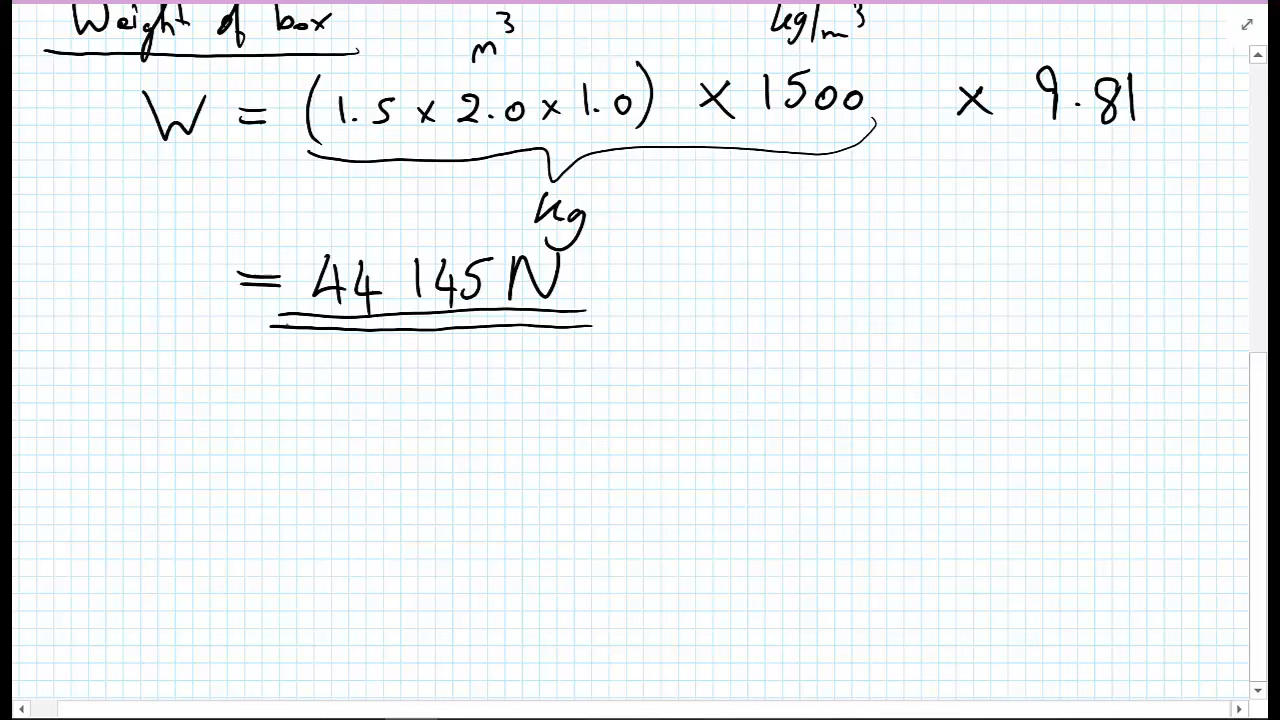 Weight of box
m³ kg/m³
W = (1.5 x 2.0 x 1.0) x 1500 x 9.81
kg
= 44 145 N